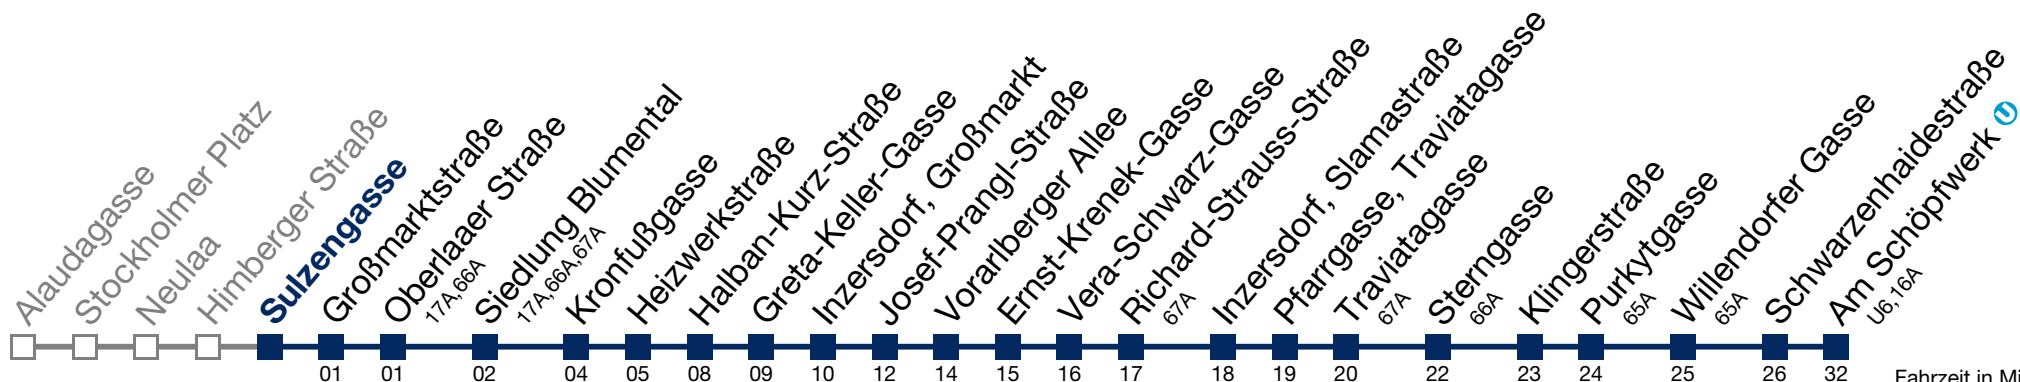 Alaudagasse
Stockholmer Platz
Neulaa
Himberger Straße
Sulzengasse
Großmarktstraße
Oberlaaer Straße
17A,66A
Siedlung Blumental
17A,66A,67A
Kronfußgasse
Heizwerkstraße
Halban-Kurz-Straße
Greta-Keller-Gasse
Inzersdorf, Großmarkt
Josef-Prangl-Straße
Vorarlberger Allee
Ernst-Krenek-Gasse
Vera-Schwarz-Gasse
Richard-Strauss-Straße
67A
Inzersdorf, Slamastraße
Pfarrgasse, Traviatagasse
Traviatagasse
67A
Sterngasse
66A
Klingerstraße
Purkytgasse
65A
Willendorfer Gasse
65A
Schwarzenhaidestraße
Am Schöpfwerk U
U6, 16A
01 01 02 04 05 08 09 10 12 14 15 16 17 18 19 20 22 23 24 25 26 32
Fahrzeit in Mi